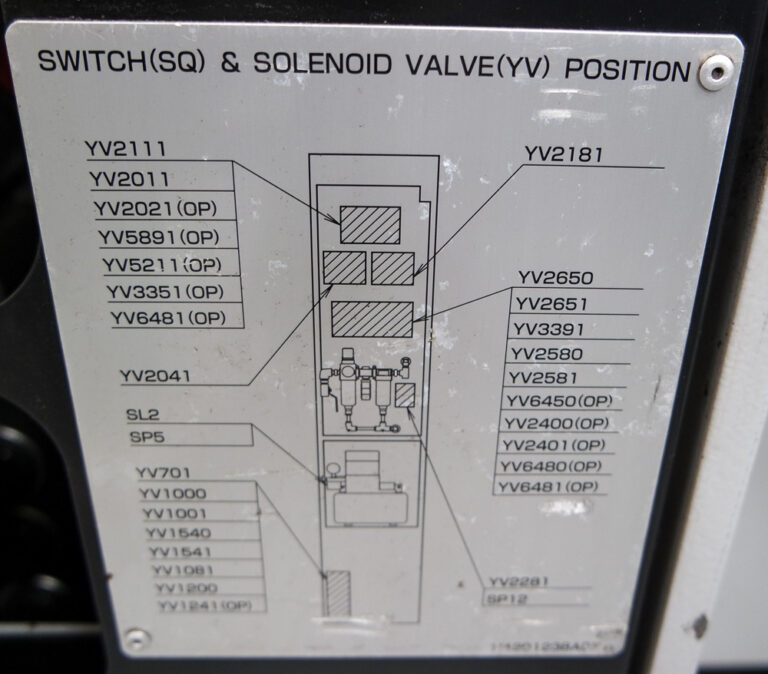 SWITCH(SQ) & SOLENOID VALVE(YV) POSITION
YV2111
YV2011
YV2021(OP)
YV5891(OP)
YV5211(OP)
YV3351(OP)
YV6481(OP)
YV2041
SL2
SP5
YV701
YV1000
YV1001
YV1540
YV1541
YV1081
YV1200
YV1241(OP)
YV2181
YV2650
YV2651
YV3391
YV2580
YV2581
YV6450(OP)
YV2400(OP)
YV2401(OP)
YV6480(OP)
YV6481(OP)
YV2281
SP12